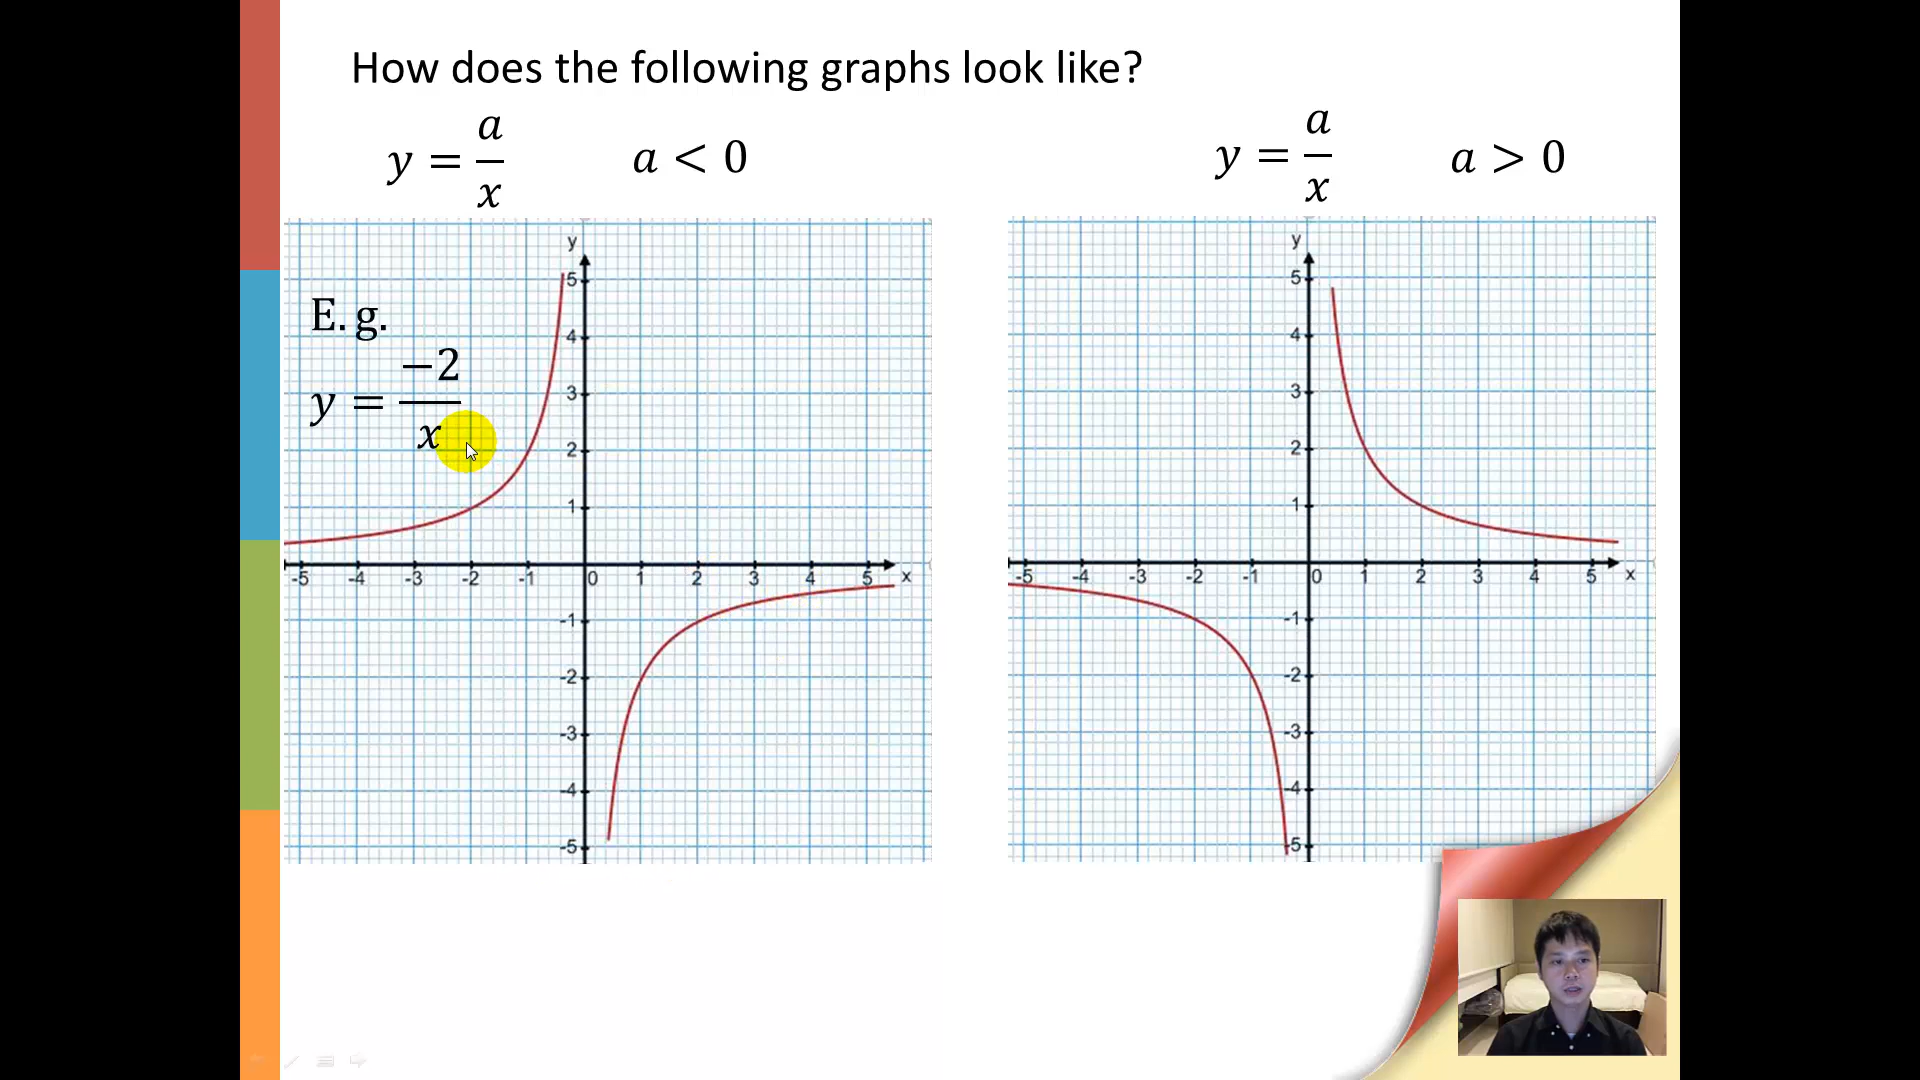 How does the following graphs look like?
y = a/x    a < 0
y = a/x    a > 0
E. g.
y = −2/x
y
5
4
3
2
1
-5 -4 -3 -2 -1 0 1 2 3 4 5 x
-1
-2
-3
-4
-5
y
5
4
3
2
1
-5 -4 -3 -2 -1 0 1 2 3 4 5 x
-1
-2
-3
-4
-5